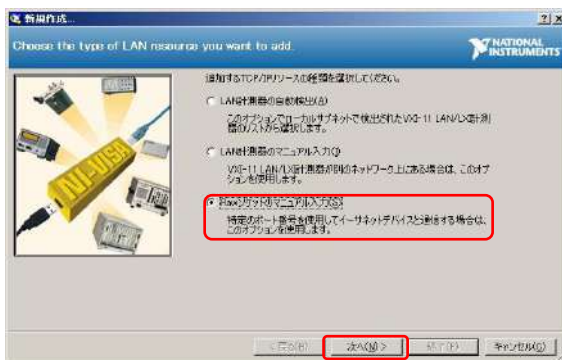 新規作成...
Choose the type of LAN resource you want to add.
NATIONAL INSTRUMENTS
追加するTCP/IPリソースの種類を選択してください。
LAN計測器の自動検出(A)
このオプションでローカルサブネットで検出されたVXI-11 LAN/LXI計測
器のリストから選択します。
LAN計測器のマニュアル入力(I)
VXI-11 LAN/LXI計測器が別のネットワーク上にある場合は、このオプ
ションを使用します。
Rawソケットのマニュアル入力(S)
特定のポート番号を使用してイーサネットデバイスと通信する場合は、
このオプションを使用します。
NI-VISA
< 戻る(B)
次へ(N) >
終了(F)
キャンセル(C)